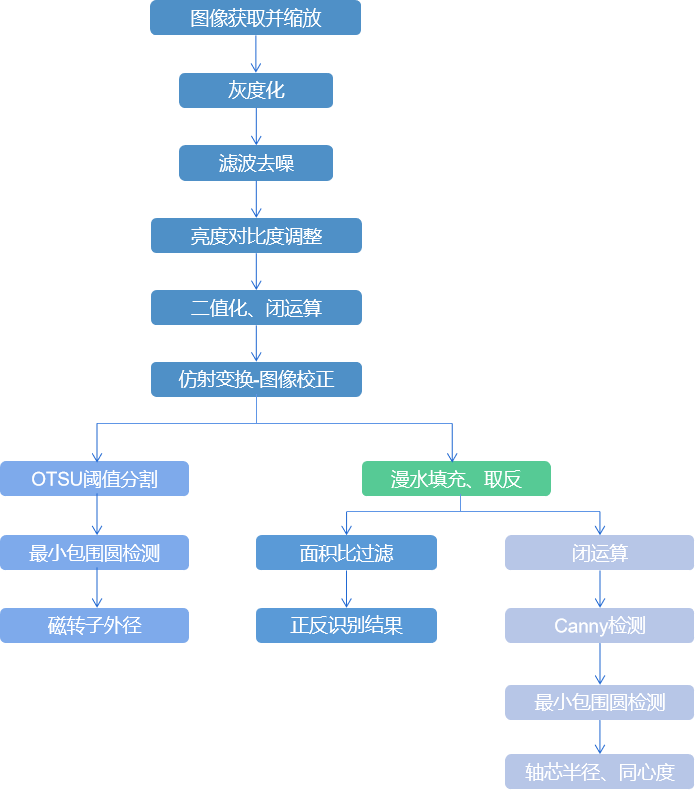 图像获取并缩放
灰度化
滤波去噪
亮度对比度调整
二值化、闭运算
仿射变换-图像校正
OTSU阈值分割
漫水填充、取反
最小包围圆检测
面积比过滤
闭运算
磁转子外径
正反识别结果
Canny检测
最小包围圆检测
轴芯半径、同心度